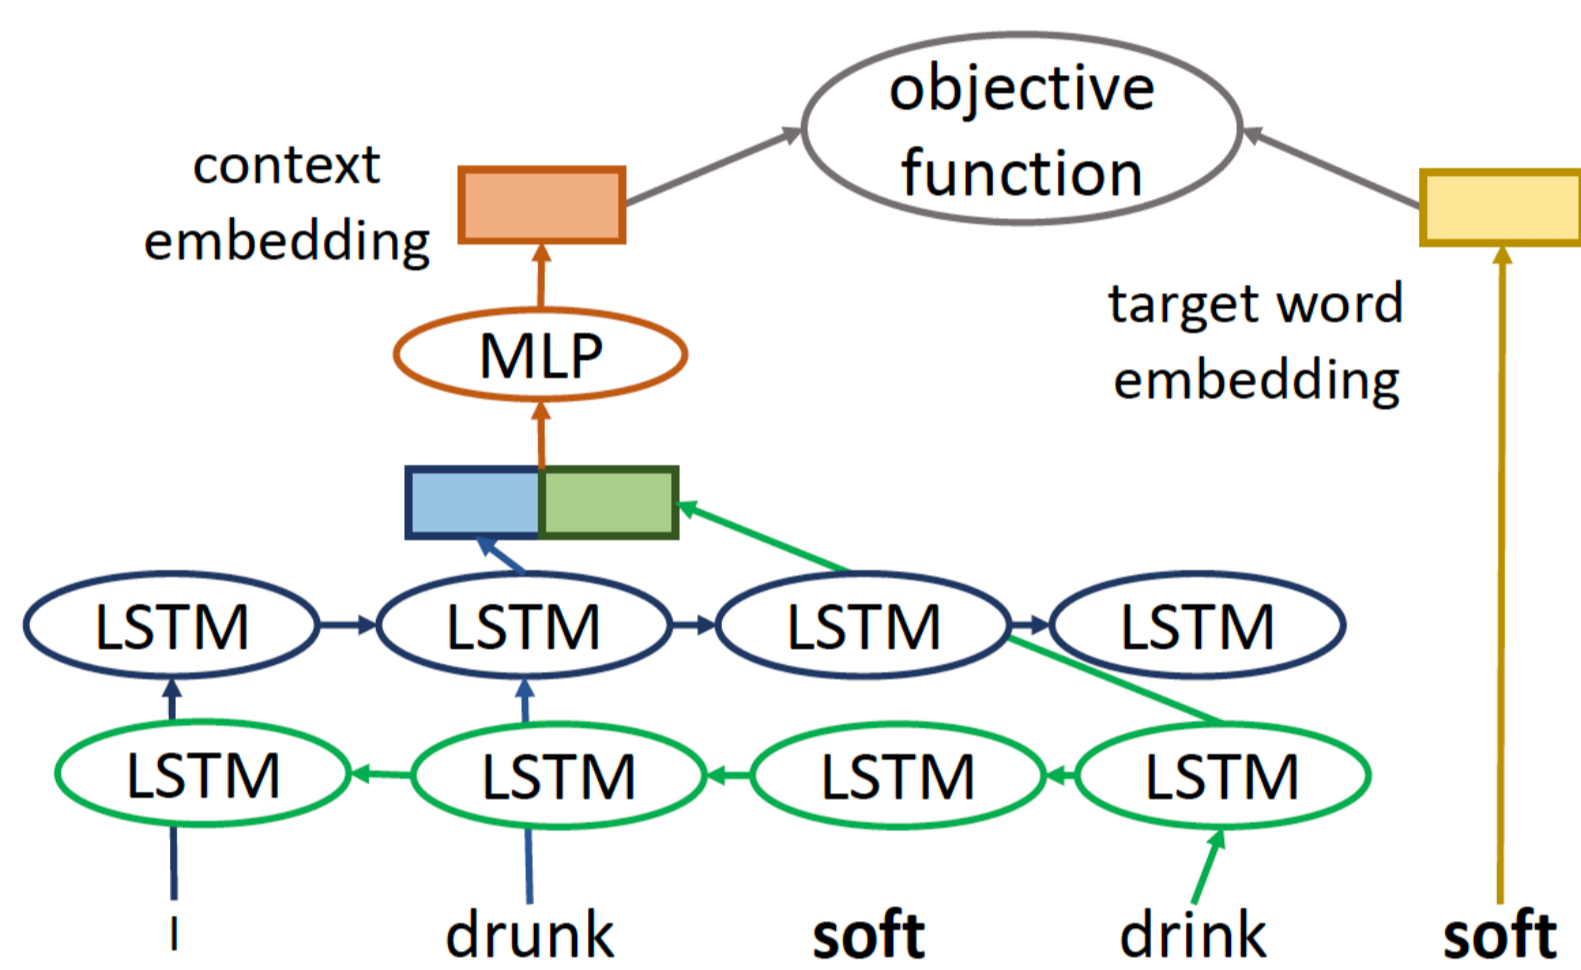 objective
function
context
embedding
target word
embedding
MLP
LSTM LSTM LSTM LSTM
LSTM LSTM LSTM LSTM
I drunk soft drink soft